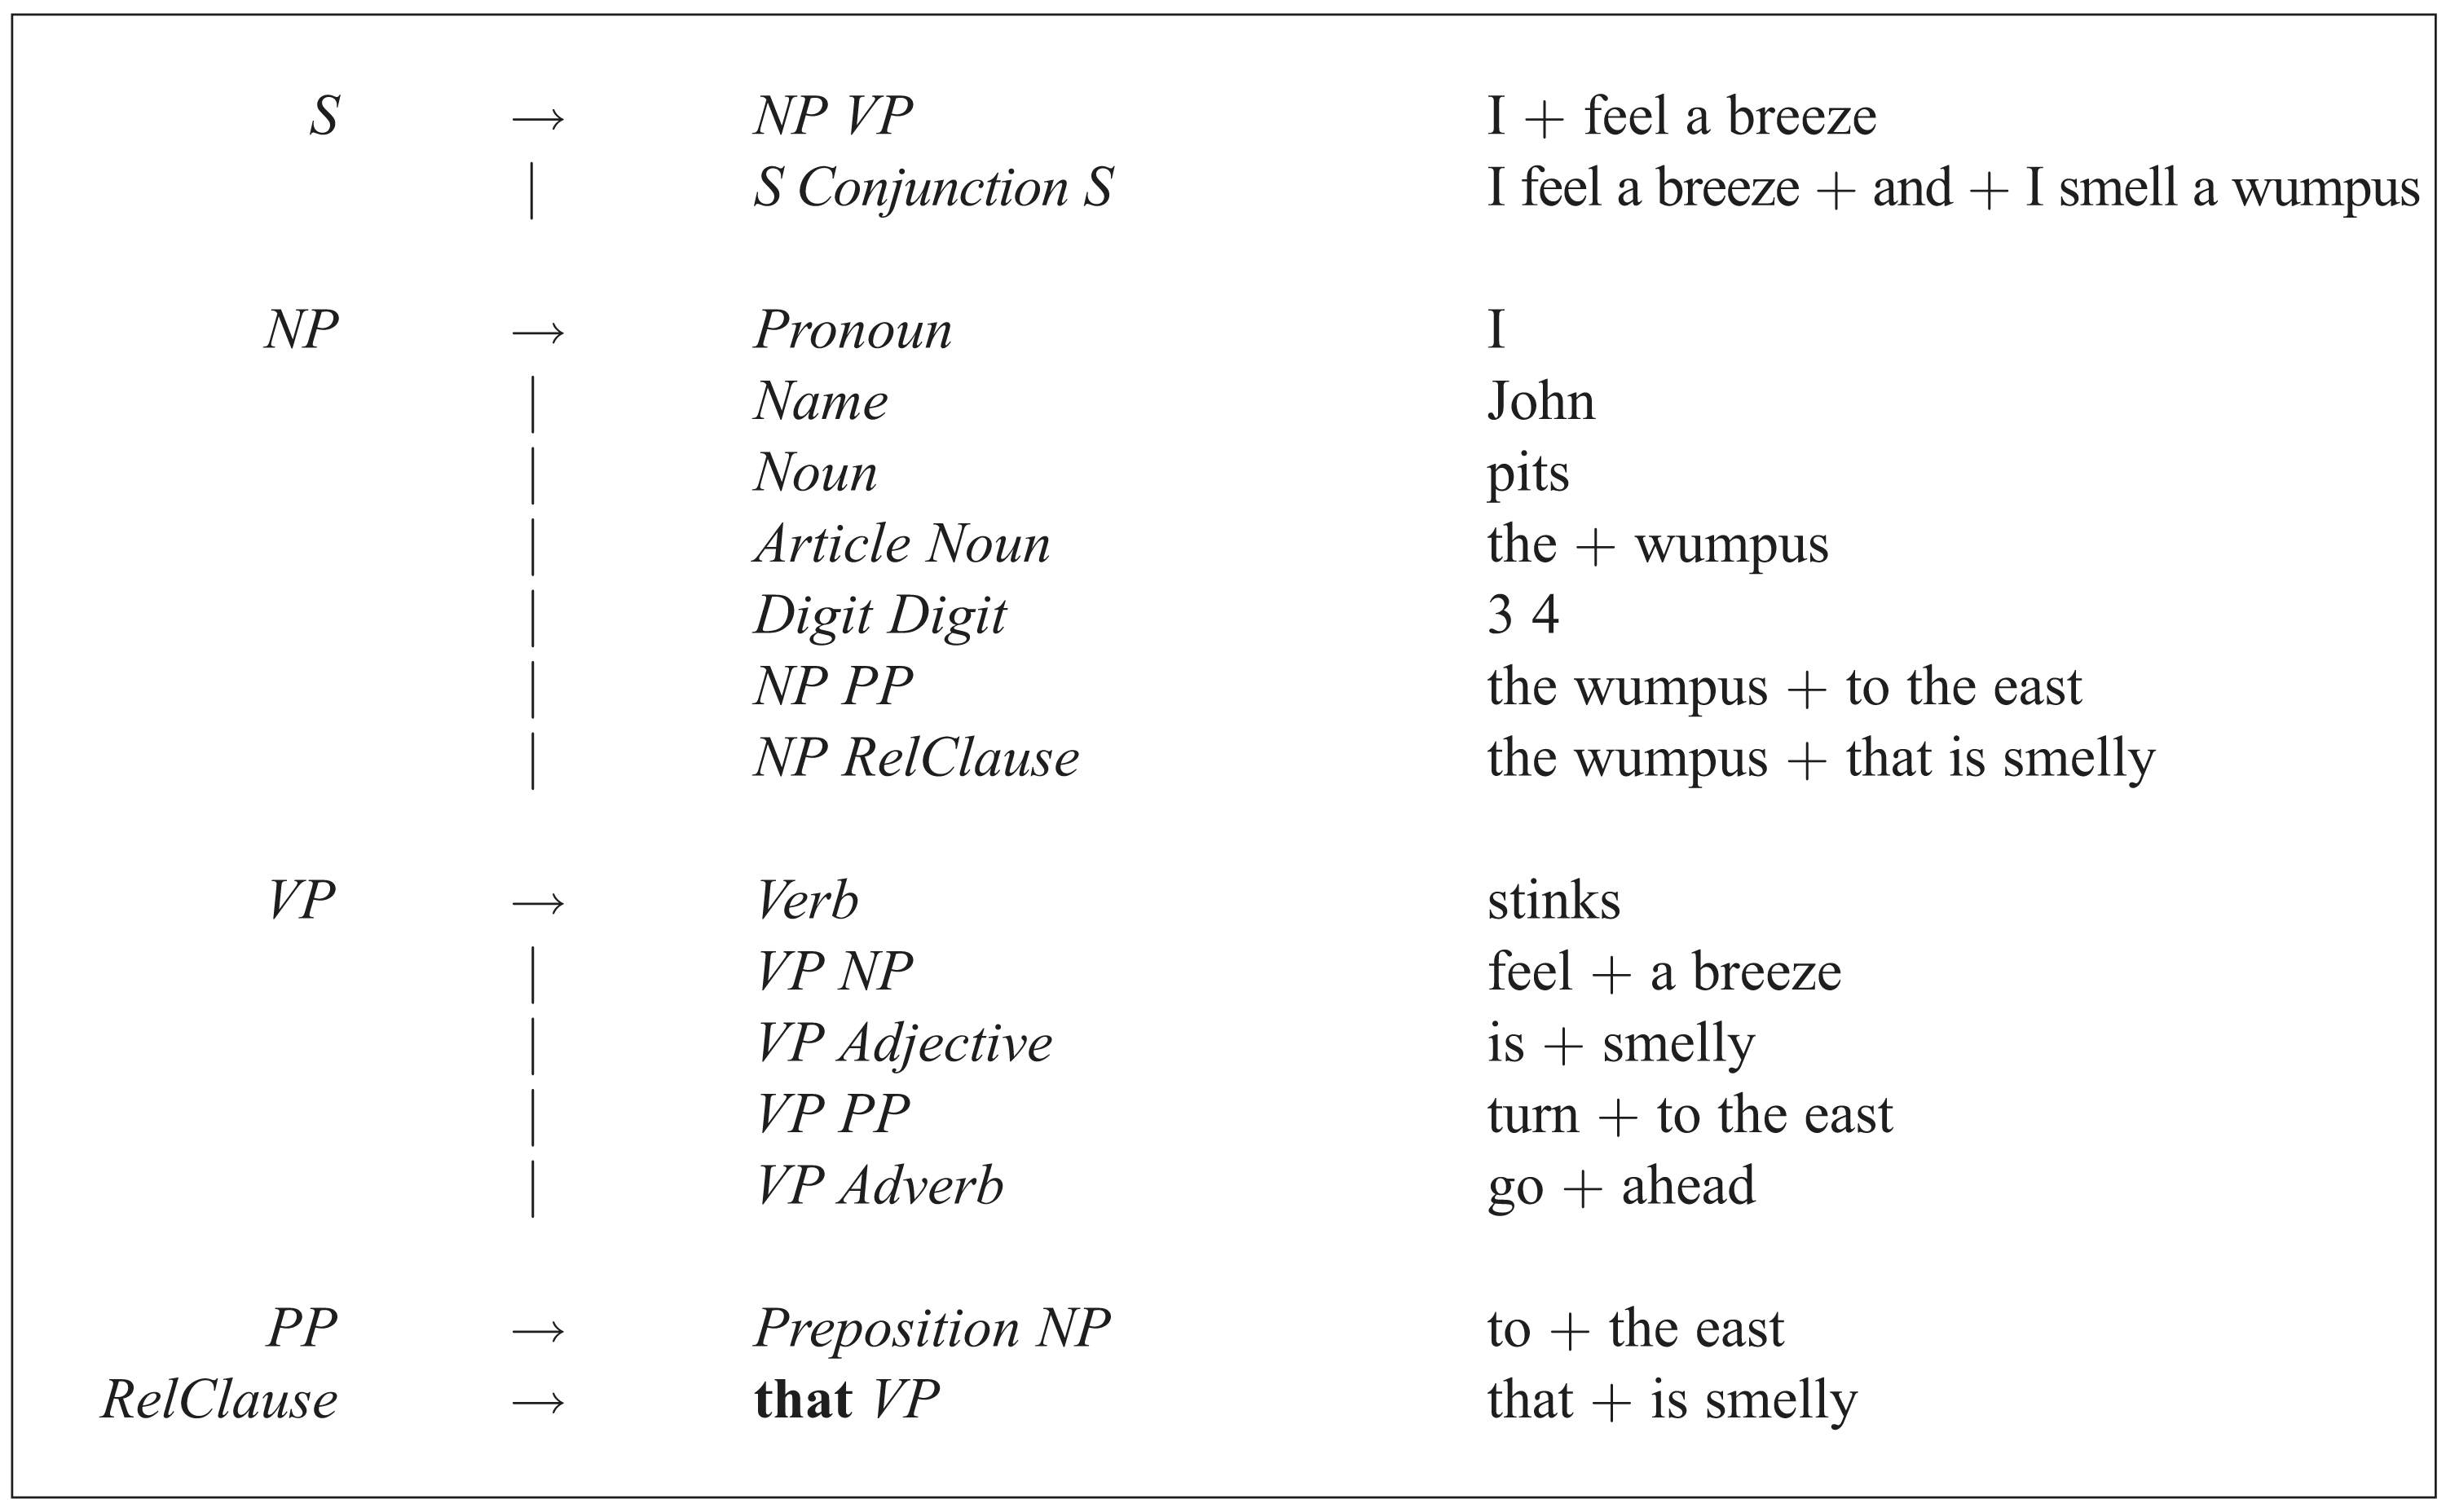 S → NP VP I + feel a breeze
| S Conjunction S I feel a breeze + and + I smell a wumpus
NP → Pronoun I
| Name John
| Noun pits
| Article Noun the + wumpus
| Digit Digit 3 4
| NP PP the wumpus + to the east
| NP RelClause the wumpus + that is smelly
VP → Verb stinks
| VP NP feel + a breeze
| VP Adjective is + smelly
| VP PP turn + to the east
| VP Adverb go + ahead
PP → Preposition NP to + the east
RelClause → that VP that + is smelly